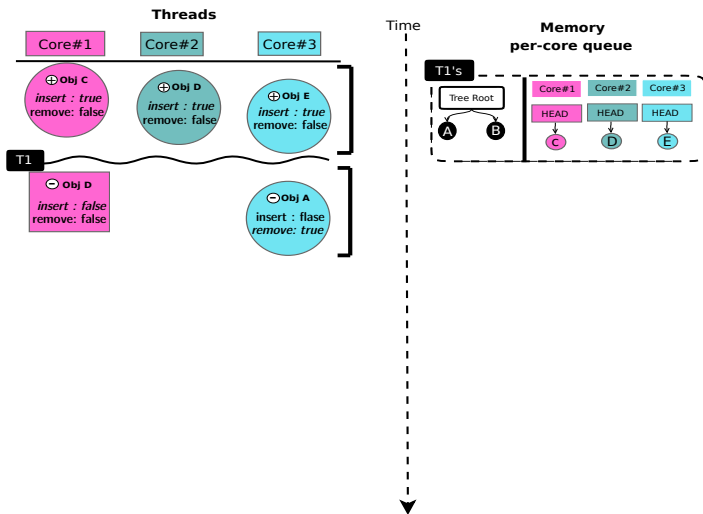 Threads
Time
Memory
per-core queue
Core#1
Core#2
Core#3
Obj C
insert : true
remove: false
Obj D
insert : true
remove: false
Obj E
insert : true
remove: false
T1
Obj D
insert : false
remove: false
Obj A
insert : flase
remove: true
T1's
Tree Root
A
B
Core#1
Core#2
Core#3
HEAD
HEAD
HEAD
C
D
E